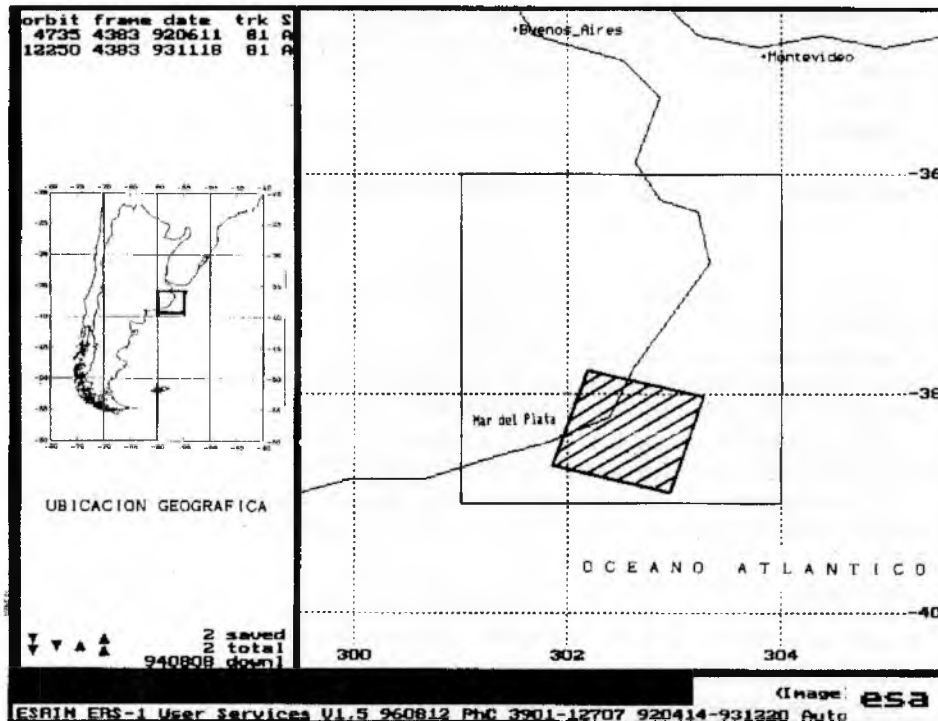 orbit frame date trk S
4735 4383 920611 81 A
12250 4383 931118 81 A
Buenos_Aires
Montevideo
-36
-38
Mar del Plata
UBICACION GEOGRAFICA
OCEANO ATLANTICO
-40
2 saved
2 total
940808 downl
300 302 304
(Image
esa
ESRIN ERS-1 User Services V1.5 960812 PhC 3901-12707 920414-931220 Auto